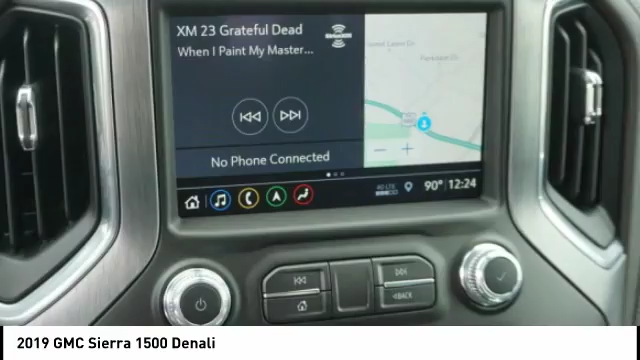 XM 23 Grateful Dead
When I Paint My Master...
No Phone Connected
4G LTE
90° 12:24
<BACK
2019 GMC Sierra 1500 Denali